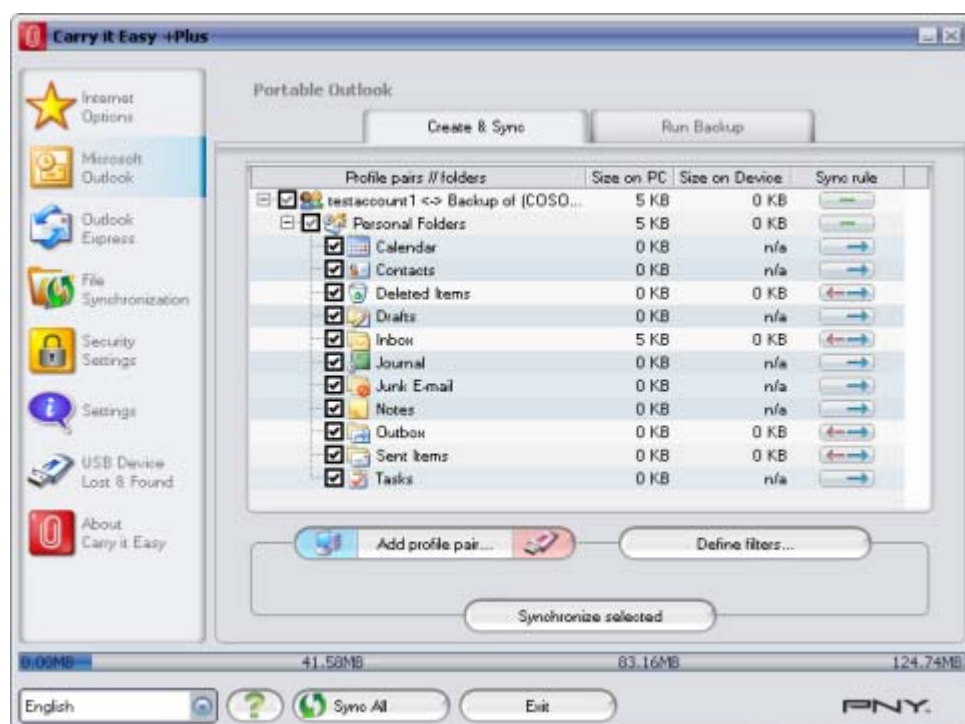 Carry it Easy +Plus
Internet Options
Microsoft Outlook
Outlook Express
File Synchronization
Security Settings
Settings
USB Device Lost & Found
About Carry it Easy
Portable Outlook
Create & Sync
Run Backup
Profile pairs // folders Size on PC Size on Device Sync rule
testaccount1 <-> Backup of (COSO... 5 KB 0 KB
Personal Folders 5 KB 0 KB
Calendar 0 KB n/a
Contacts 0 KB n/a
Deleted Items 0 KB 0 KB
Drafts 0 KB n/a
Inbox 5 KB 0 KB
Journal 0 KB n/a
Junk E-mail 0 KB n/a
Notes 0 KB n/a
Outbox 0 KB 0 KB
Sent Items 0 KB 0 KB
Tasks 0 KB n/a
Add profile pair...
Define filters...
Synchronize selected
0.00MB 41.58MB 83.16MB 124.74MB
English
?
Sync All
Exit
PNY.